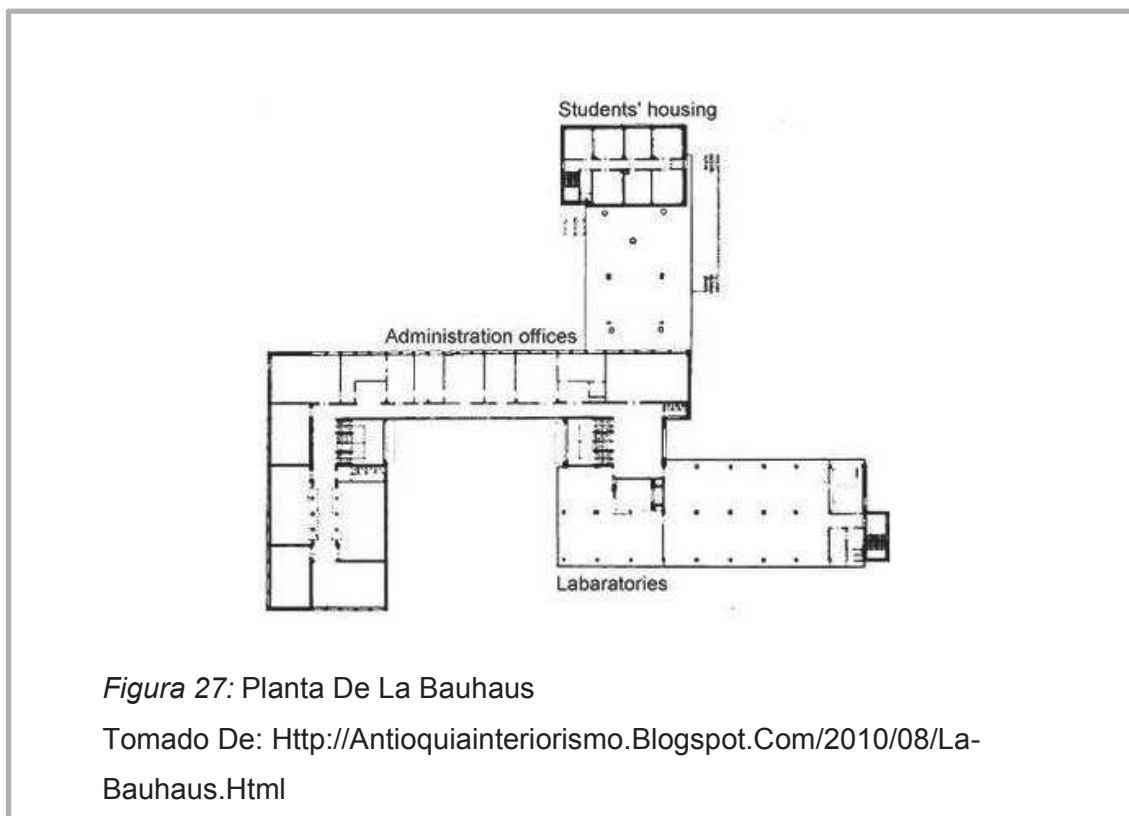 Students' housing
Administration offices
Labaratories
Figura 27: Planta De La Bauhaus
Tomado De: Http://Antioquiainteriorismo.Blogspot.Com/2010/08/La-
Bauhaus.Html